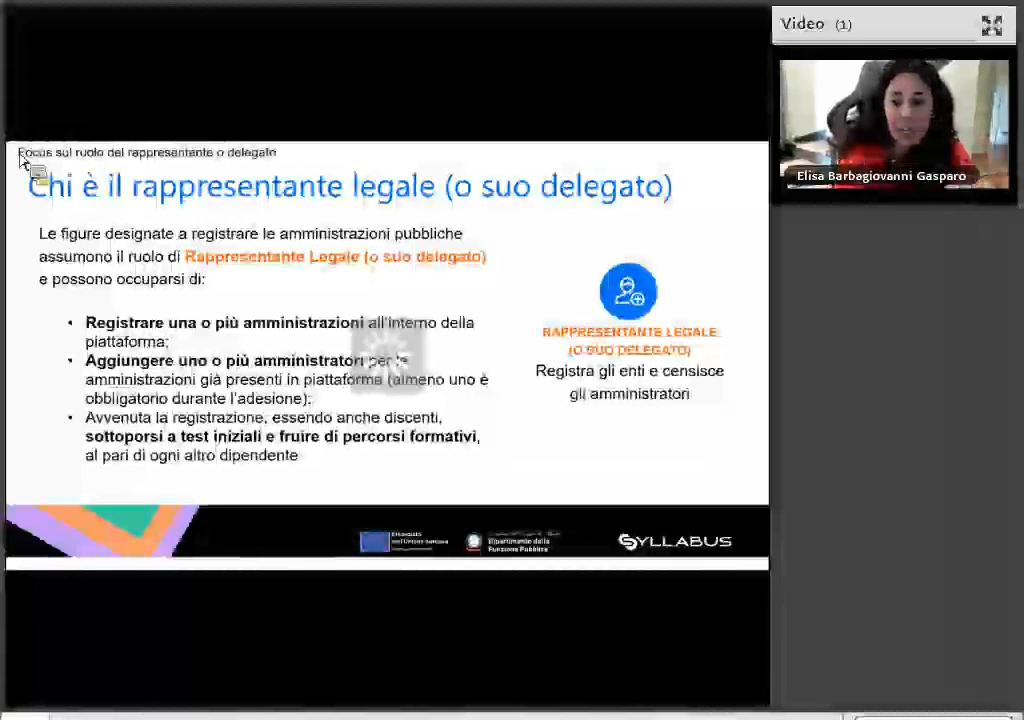 Video (1)
Elisa Barbagiovanni Gasparo
Focus sul ruolo del rappresentante o delegato
Chi è il rappresentante legale (o suo delegato)
Le figure designate a registrare le amministrazioni pubbliche
assumono il ruolo di Rappresentante Legale (o suo delegato)
e possono occuparsi di:
• Registrare una o più amministrazioni all'interno della
piattaforma;
• Aggiungere uno o più amministratori per le
amministrazioni già presenti in piattaforma (almeno uno è
obbligatorio durante l'adesione);
• Avvenuta la registrazione, essendo anche discenti,
sottoporsi a test iniziali e fruire di percorsi formativi,
al pari di ogni altro dipendente
RAPPRESENTANTE LEGALE
(O SUO DELEGATO)
Registra gli enti e censisce
gli amministratori
Finanziato
dall'Unione europea
Dipartimento della
Funzione Pubblica
SYLLABUS